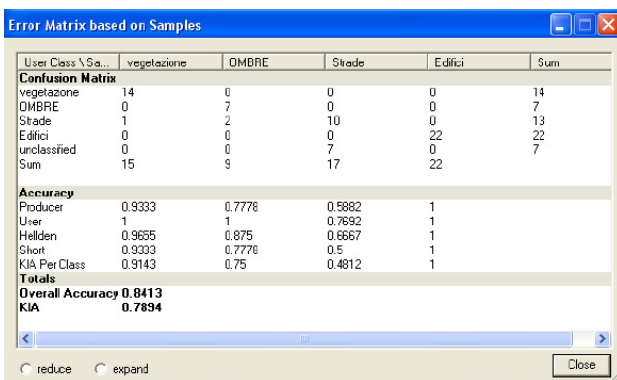 Error Matrix based on Samples
User Class \ Sa... vegetazione OMBRE Strade Edifici Sum
Confusion Matrix
vegetazone 14 0 0 0 14
OMBRE 0 7 0 0 7
Strade 1 2 10 0 13
Edifici 0 0 0 22 22
unclassified 0 0 7 0 7
Sum 15 9 17 22
Accuracy
Producer 0.9333 0.7778 0.5882 1
User 1 1 0.7692 1
Hellden 0.9655 0.875 0.6667 1
Short 0.9333 0.7778 0.5 1
KIA Per Class 0.9143 0.75 0.4812 1
Totals
Overall Accuracy 0.8413
KIA 0.7894
reduce expand Close